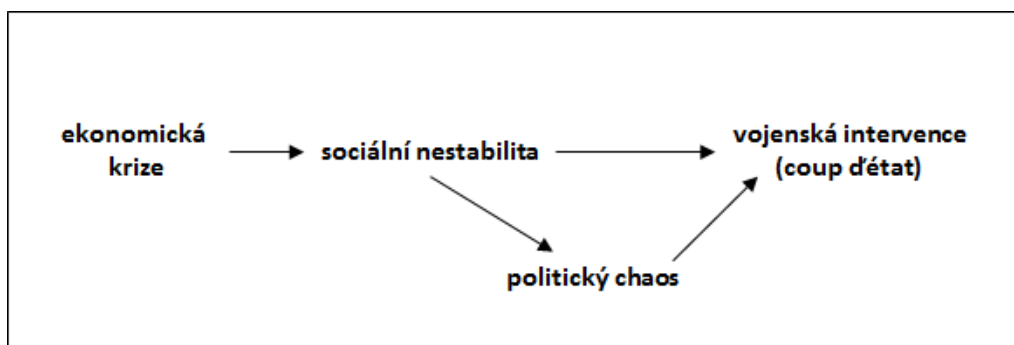 ekonomická
krize
sociální nestabilita
vojenská intervence
(coup ďétat)
politický chaos